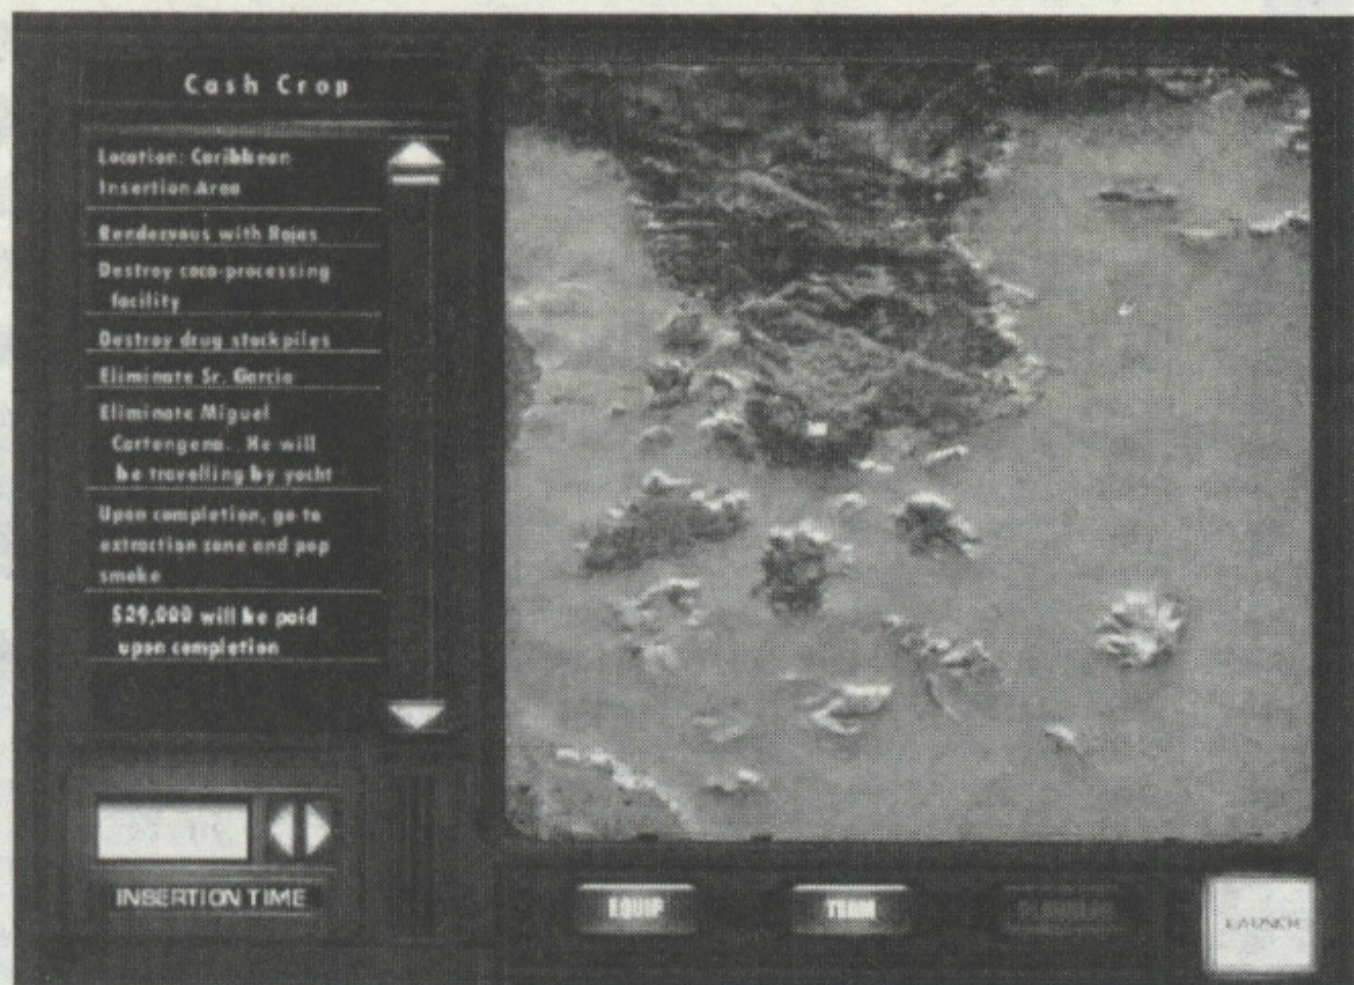 Cash Crop
Location: Caribbean
Insertion Area
Rendezvous with Rojas
Destroy coca-processing
facility
Destroy drug stockpiles
Eliminate Sr. Garcia
Eliminate Miguel
Cartangena. He will
be travelling by yacht
Upon completion, go to
extraction zone and pop
smoke
$29,000 will be paid
upon completion
INSERTION TIME
EQUIP
TEAM
LAUNCH